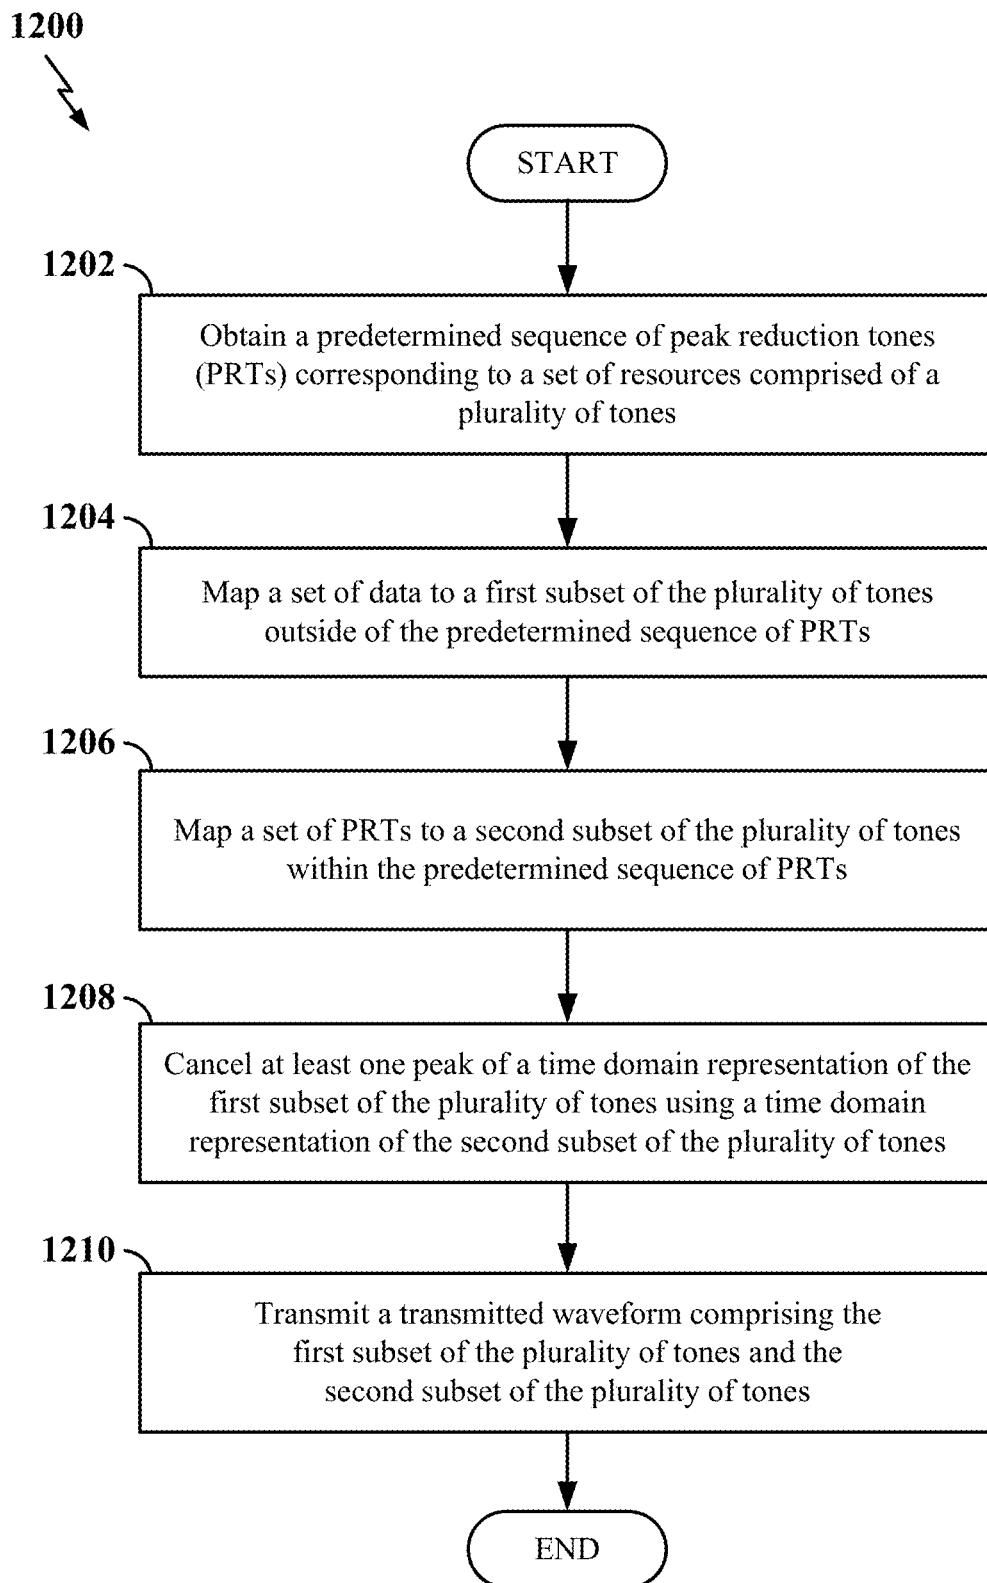 1200
START
1202
Obtain a predetermined sequence of peak reduction tones
(PRTs) corresponding to a set of resources comprised of a
plurality of tones
1204
Map a set of data to a first subset of the plurality of tones
outside of the predetermined sequence of PRTs
1206
Map a set of PRTs to a second subset of the plurality of tones
within the predetermined sequence of PRTs
1208
Cancel at least one peak of a time domain representation of the
first subset of the plurality of tones using a time domain
representation of the second subset of the plurality of tones
1210
Transmit a transmitted waveform comprising the
first subset of the plurality of tones and the
second subset of the plurality of tones
END